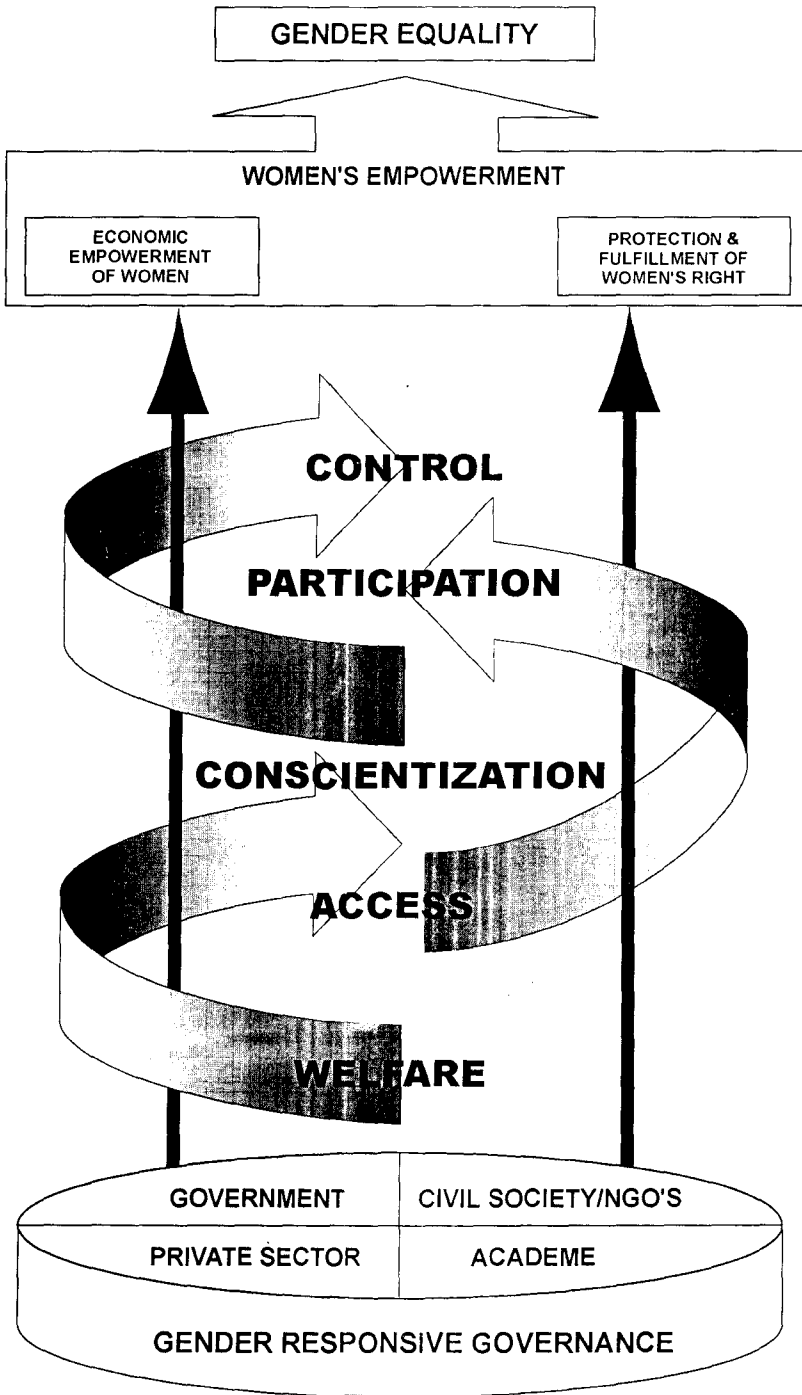 GENDER EQUALITY
WOMEN'S EMPOWERMENT
ECONOMIC
EMPOWERMENT
OF WOMEN
PROTECTION &
FULFILLMENT OF
WOMEN'S RIGHT
CONTROL
PARTICIPATION
CONSCIENTIZATION
ACCESS
WELFARE
GOVERNMENT
CIVIL SOCIETY/NGO'S
PRIVATE SECTOR
ACADEME
GENDER RESPONSIVE GOVERNANCE